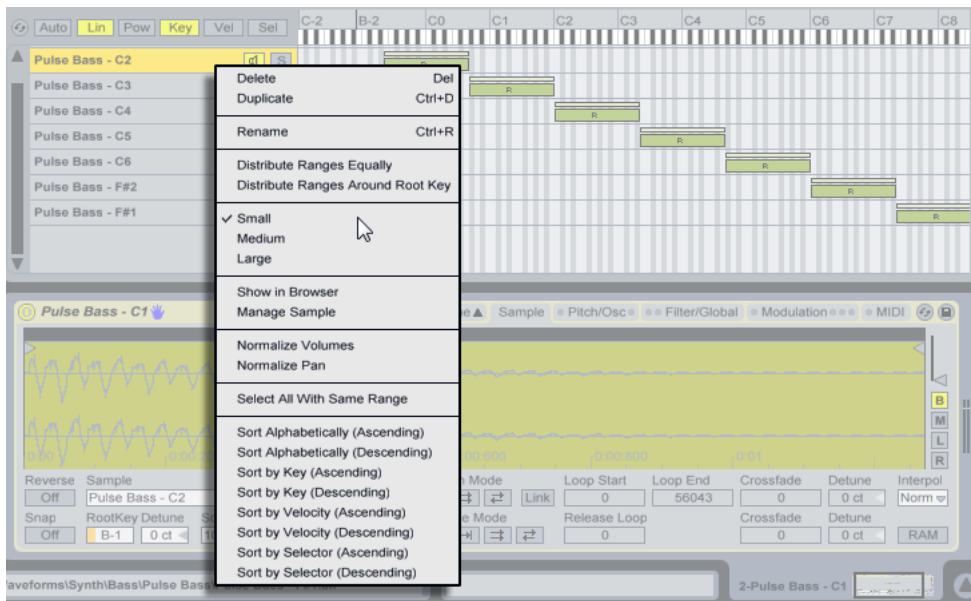 Auto Lin Pow Key Vel Sel C-2 B-2 C0 C1 C2 C3 C4 C5 C6 C7 C8
Pulse Bass - C2 S
R
Pulse Bass - C3
R
Pulse Bass - C4
R
Pulse Bass - C5
R
Pulse Bass - C6
R
Pulse Bass - F#2
R
Pulse Bass - F#1
R
Delete Del
Duplicate Ctrl+D
Rename Ctrl+R
Distribute Ranges Equally
Distribute Ranges Around Root Key
Small
Medium
Large
Show in Browser
Manage Sample
Normalize Volumes
Normalize Pan
Select All With Same Range
Sort Alphabetically (Ascending)
Sort Alphabetically (Descending)
Sort by Key (Ascending)
Sort by Key (Descending)
Sort by Velocity (Ascending)
Sort by Velocity (Descending)
Sort by Selector (Ascending)
Sort by Selector (Descending)
Pulse Bass - C1 Sample Pitch/Osc Filter/Global Modulation MIDI
B
M
L
R
0:00 0:00:600 0:00:800 0:01
Reverse Sample Mode Loop Start Loop End Crossfade Detune Interpol
Off Pulse Bass - C2 Link 0 56043 0 0 ct Norm
Snap RootKey Detune Mode Release Loop Crossfade Detune
Off B-1 0 ct 0 0 0 ct RAM
aveforms\Synth\Bass\Pulse Bass 2-Pulse Bass - C1